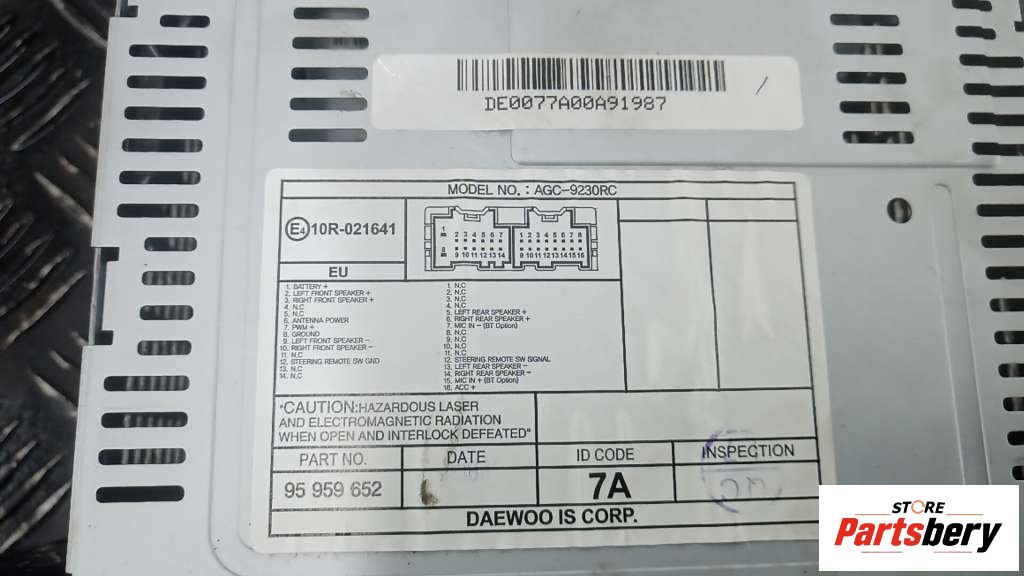 DE0077A00A91987
MODEL NO. : AGC-9230RC
E4 10R-021641
EU
1 2 3 4 5 6 7
8 9 10 11 12 13 14
1 2 3 4 5 6 7 8
9 10 11 12 13 14 15 16
1. BATTERY +
2. LEFT FRONT SPEAKER +
3. RIGHT FRONT SPEAKER +
4. N.C
5. N.C
6. ANTENNA POWER
7. PWM +
8. GROUND
9. LEFT FRONT SPEAKER -
10. RIGHT FRONT SPEAKER -
11. N.C
12. STEERING REMOTE SW GND
13. N.C
14. N.C
1. N.C
2. N.C
3. N.C
4. N.C
5. LEFT REAR SPEAKER +
6. RIGHT REAR SPEAKER +
7. MIC IN - (BT Option)
8. N.C
9. N.C
10. N.C
11. N.C
12. STEERING REMOTE SW SIGNAL
13. LEFT REAR SPEAKER -
14. RIGHT REAR SPEAKER -
15. MIC IN + (BT Option)
16. ACC +
"CAUTION:HAZARDOUS LASER
AND ELECTROMAGNETIC RADIATION
WHEN OPEN AND INTERLOCK DEFEATED"
PART NO. DATE ID CODE INSPECTION
95 959 652 7A
DAEWOO IS CORP.
STORE
Partsbery